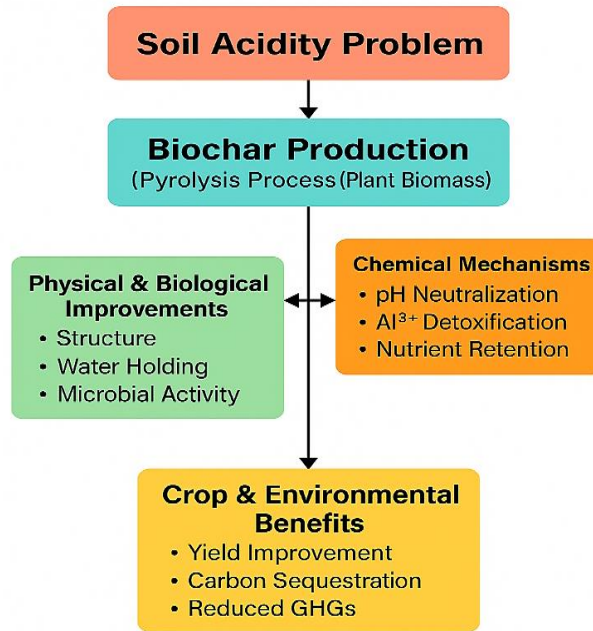 Soil Acidity Problem
Biochar Production
(Pyrolysis Process (Plant Biomass)
Physical & Biological
Improvements
• Structure
• Water Holding
• Microbial Activity
Chemical Mechanisms
• pH Neutralization
• Al³⁺ Detoxification
• Nutrient Retention
Crop & Environmental
Benefits
• Yield Improvement
• Carbon Sequestration
• Reduced GHGs